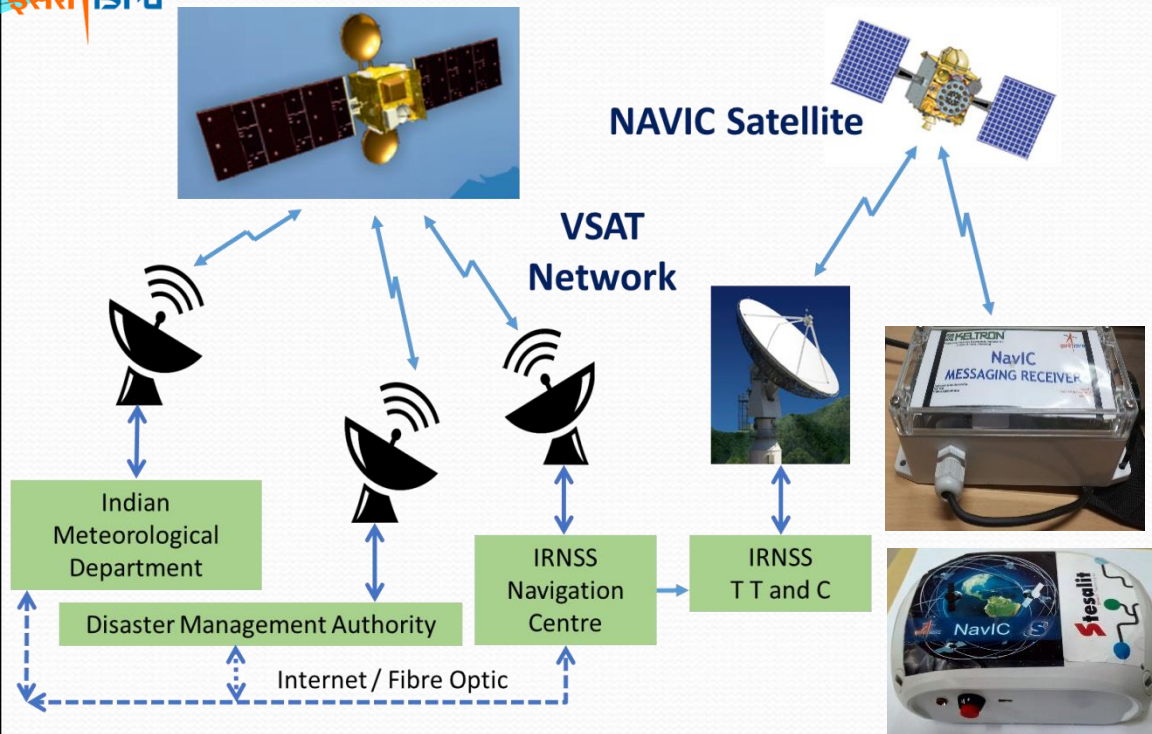 इसरो isro
NAVIC Satellite
VSAT
Network
KELTRON
NavIC
MESSAGING RECEIVER
Indian
Meteorological
Department
IRNSS
Navigation
Centre
IRNSS
T T and C
Disaster Management Authority
Internet / Fibre Optic
NavIC
Stesalit